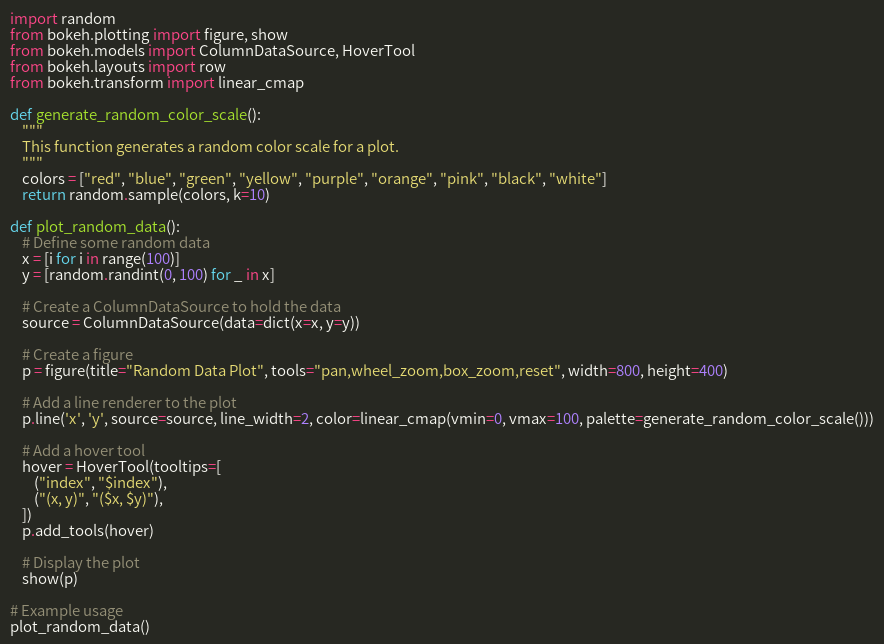 import random
from bokeh.plotting import figure, show
from bokeh.models import ColumnDataSource, HoverTool
from bokeh.layouts import row
from bokeh.transform import linear_cmap

def generate_random_color_scale():
    """
    This function generates a random color scale for a plot.
    """
    colors = ["red", "blue", "green", "yellow", "purple", "orange", "pink", "black", "white"]
    return random.sample(colors, k=10)

def plot_random_data():
    # Define some random data
    x = [i for i in range(100)]
    y = [random.randint(0, 100) for _ in x]

    # Create a ColumnDataSource to hold the data
    source = ColumnDataSource(data=dict(x=x, y=y))

    # Create a figure
    p = figure(title="Random Data Plot", tools="pan,wheel_zoom,box_zoom,reset", width=800, height=400)

    # Add a line renderer to the plot
    p.line('x', 'y', source=source, line_width=2, color=linear_cmap(vmin=0, vmax=100, palette=generate_random_color_scale()))

    # Add a hover tool
    hover = HoverTool(tooltips=[
        ("index", "$index"),
        ("(x, y)", "($x, $y)"),
    ])
    p.add_tools(hover)

    # Display the plot
    show(p)

# Example usage
plot_random_data()